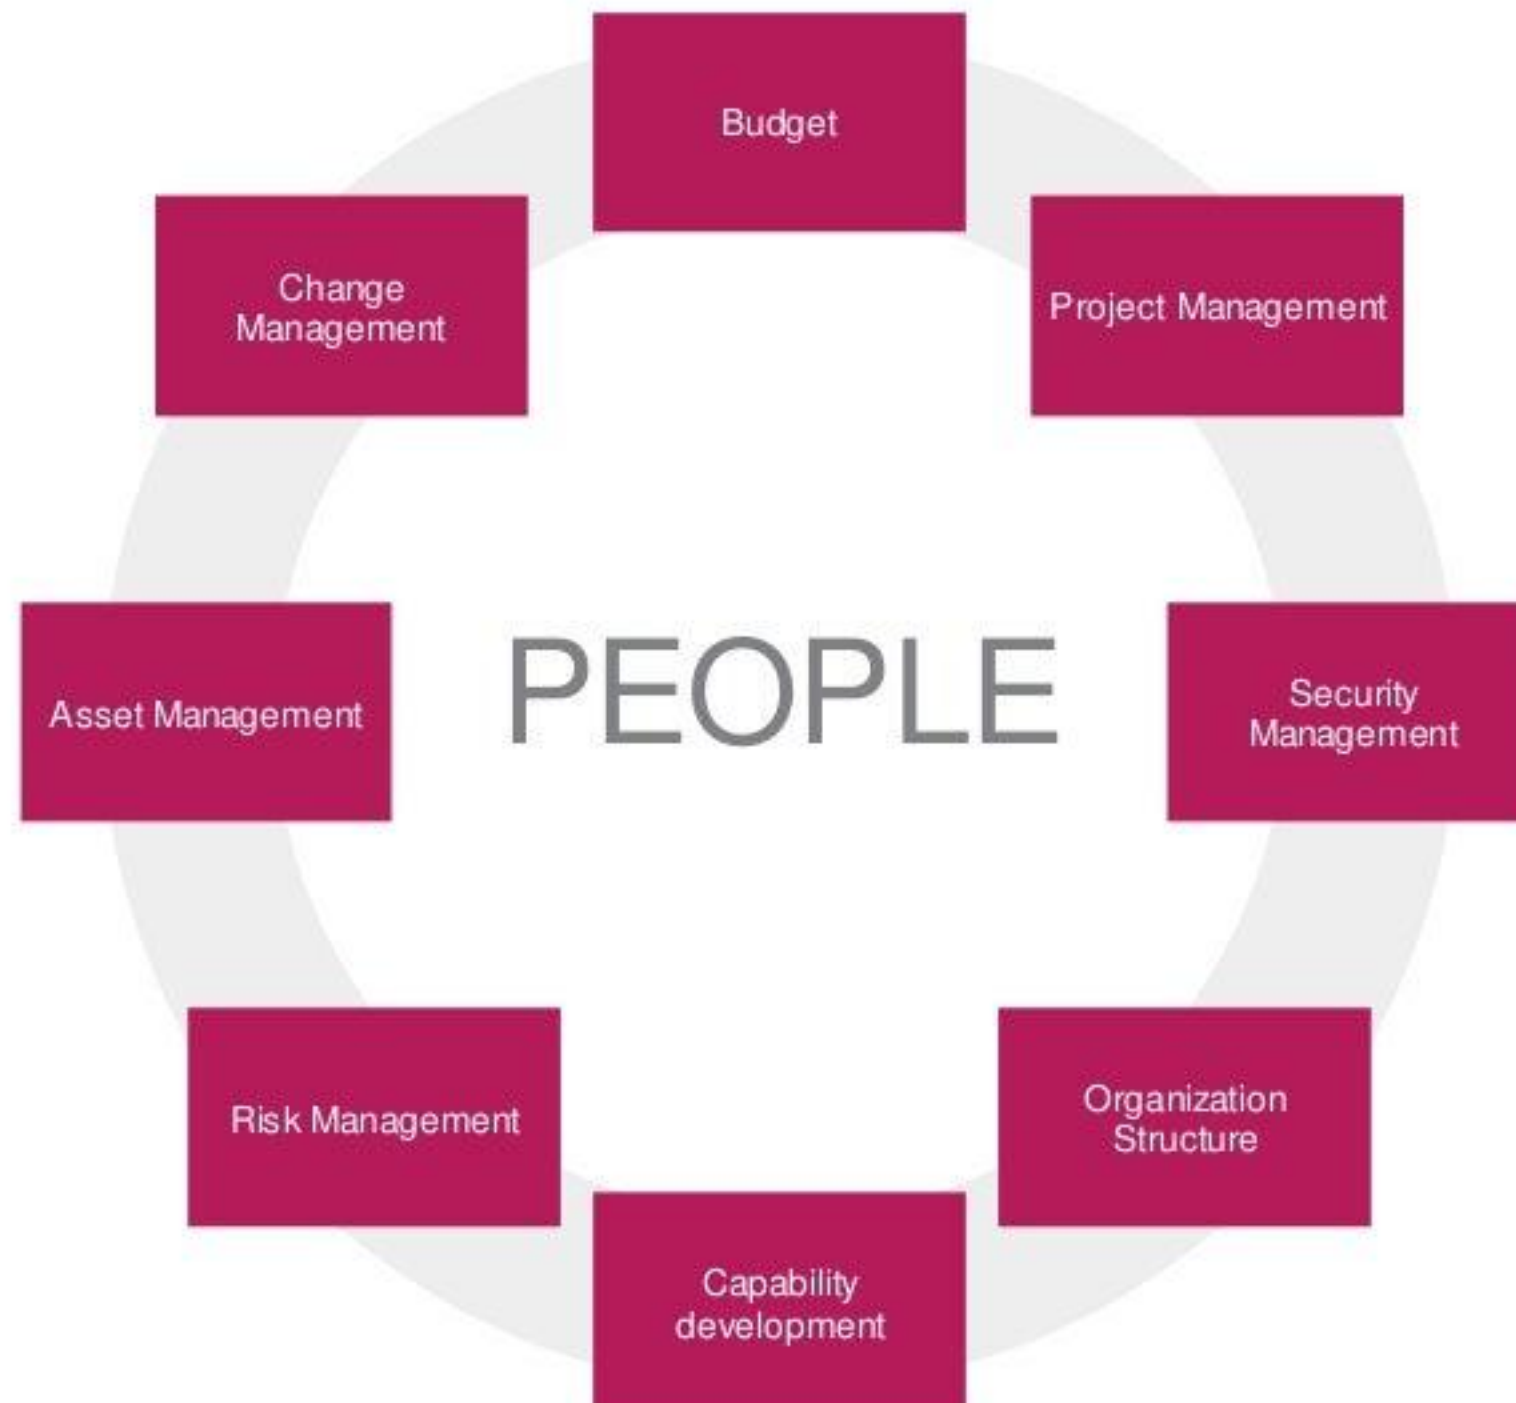 Budget
Change
Management
Project Management
PEOPLE
Asset Management
Security
Management
Risk Management
Organization
Structure
Capability
development